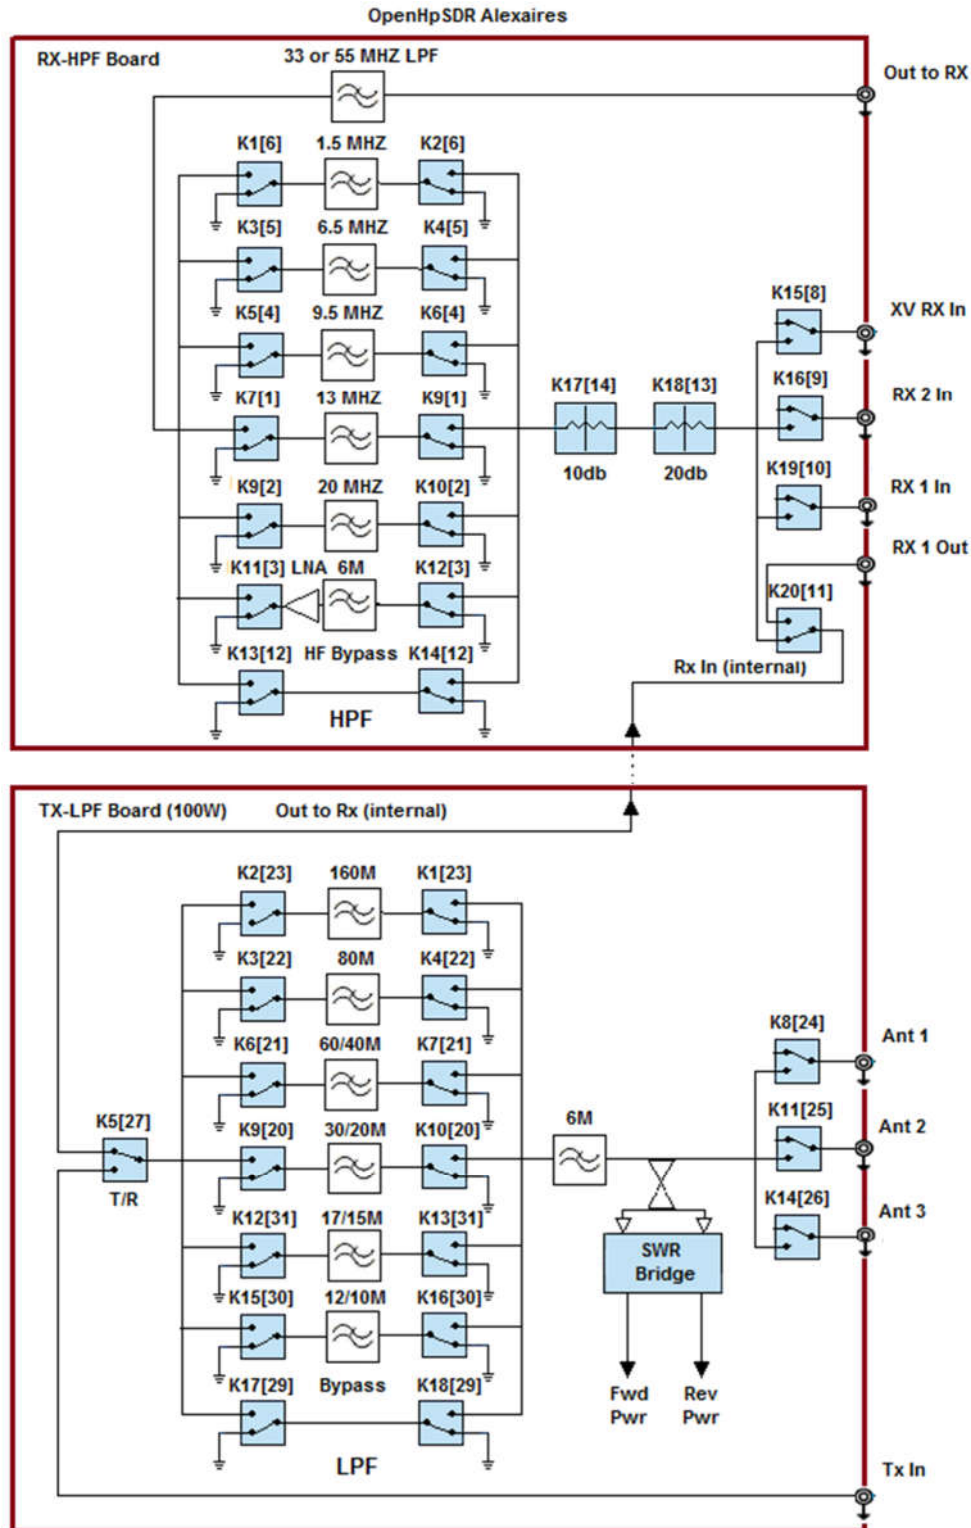 OpenHpSDR Alexaires
RX-HPF Board
33 or 55 MHZ LPF
Out to RX
K1[6] 1.5 MHZ K2[6]
K3[5] 6.5 MHZ K4[5]
K15[8]
XV RX In
K5[4] 9.5 MHZ K6[4]
K16[9]
RX 2 In
K7[1] 13 MHZ K9[1]
K17[14] K18[13]
10db 20db
K19[10]
RX 1 In
K9[2] 20 MHZ K10[2]
RX 1 Out
K11[3] LNA 6M K12[3]
K20[11]
K13[12] HF Bypass K14[12]
Rx In (internal)
HPF
TX-LPF Board (100W) Out to Rx (internal)
K2[23] 160M K1[23]
K3[22] 80M K4[22]
K8[24]
Ant 1
K6[21] 60/40M K7[21]
K5[27]
T/R
K9[20] 30/20M K10[20]
6M
K11[25]
Ant 2
K14[26]
Ant 3
K12[31] 17/15M K13[31]
SWR
Bridge
K15[30] 12/10M K16[30]
K17[29] Bypass K18[29]
Fwd Rev
Pwr Pwr
LPF
Tx In